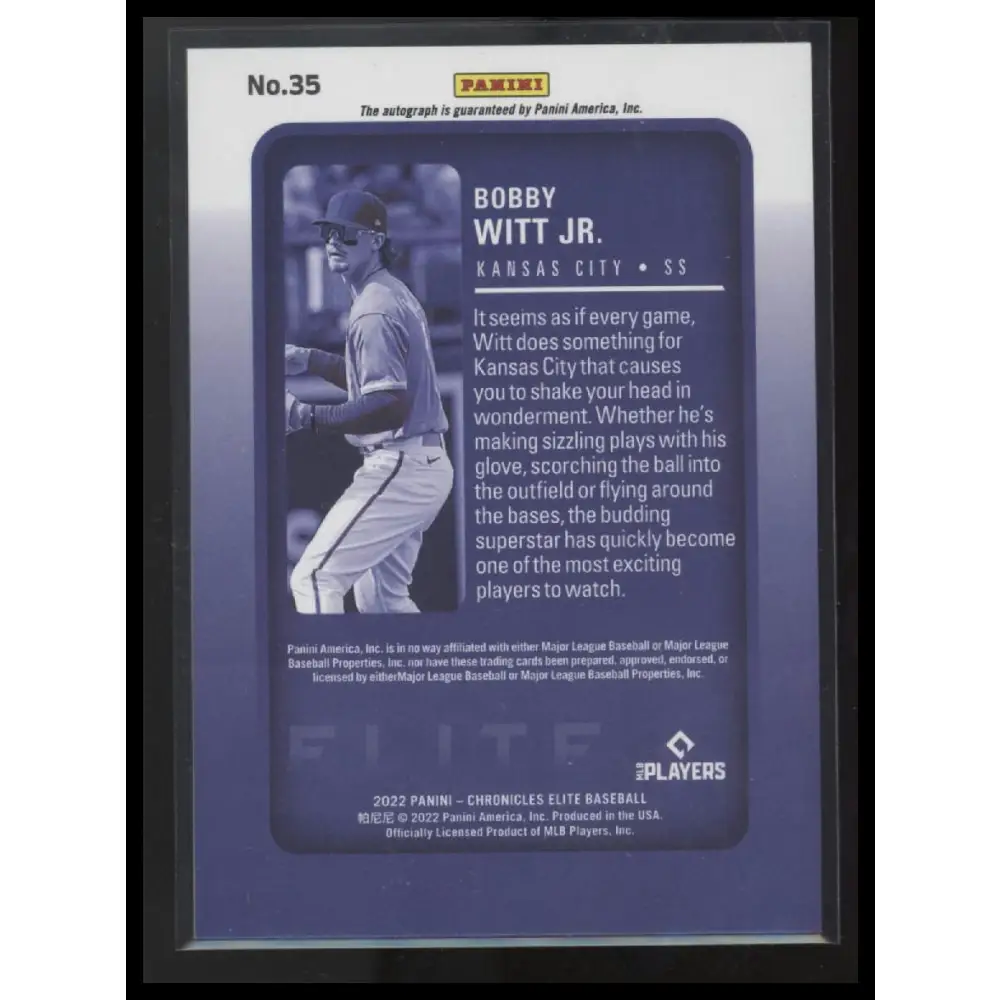 No.35
PANINI
The autograph is guaranteed by Panini America, Inc.
BOBBY
WITT JR.
KANSAS CITY • SS
It seems as if every game,
Witt does something for
Kansas City that causes
you to shake your head in
wonderment. Whether he's
making sizzling plays with his
glove, scorching the ball into
the outfield or flying around
the bases, the budding
superstar has quickly become
one of the most exciting
players to watch.
Panini America, Inc. is in no way affiliated with either Major League Baseball or Major League
Baseball Properties, Inc. nor have these trading cards been prepared, approved, endorsed, or
licensed by eitherMajor League Baseball or Major League Baseball Properties, Inc.
ELITE
MLB PLAYERS
2022 PANINI – CHRONICLES ELITE BASEBALL
帕尼尼 © 2022 Panini America, Inc. Produced in the USA.
Officially Licensed Product of MLB Players, Inc.